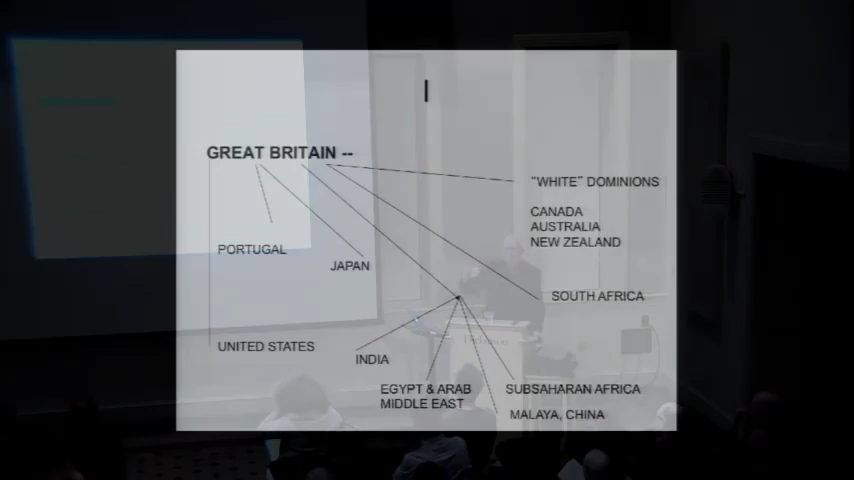 I
GREAT BRITAIN --
"WHITE" DOMINIONS
CANADA
AUSTRALIA
NEW ZEALAND
PORTUGAL
JAPAN
SOUTH AFRICA
UNITED STATES
INDIA
EGYPT & ARAB
MIDDLE EAST
SUBSAHARAN AFRICA
MALAYA, CHINA